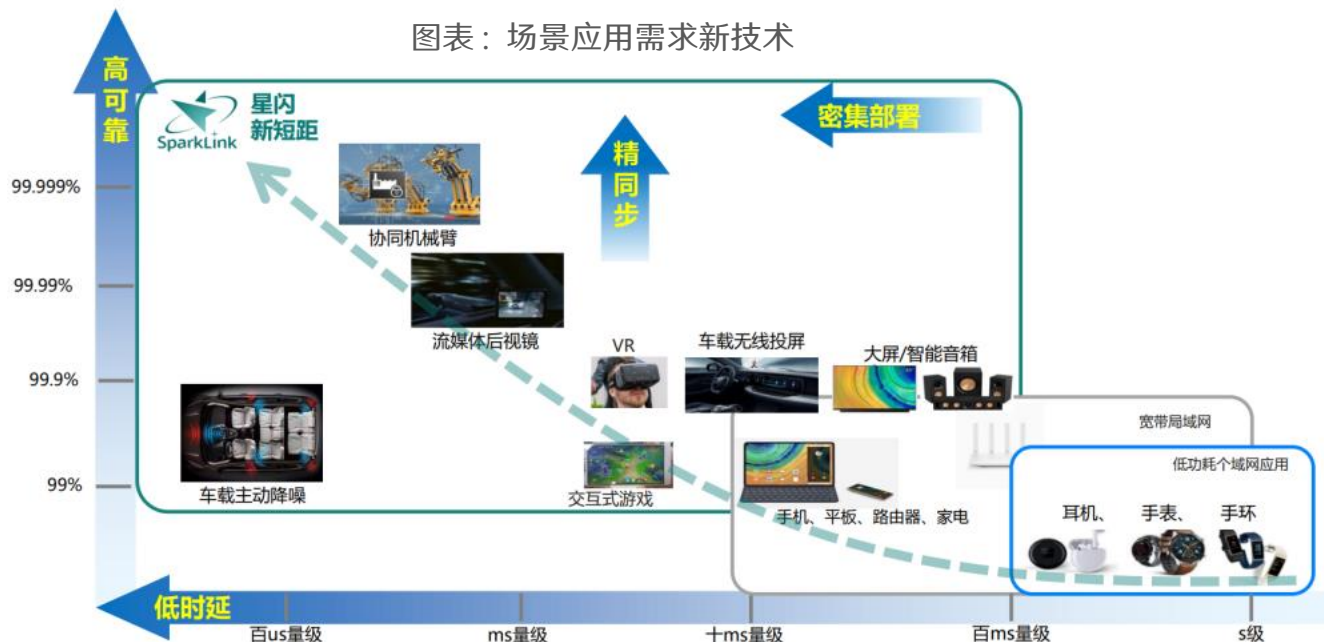 图表：场景应用需求新技术
高可靠
SparkLink
星闪
新短距
密集部署
精同步
99.999%
协同机械臂
99.99%
流媒体后视镜
VR
车载无线投屏
大屏/智能音箱
99.9%
宽带局域网
低功耗个域网应用
99%
车载主动降噪
交互式游戏
手机、平板、路由器、家电
耳机、 手表、 手环
低时延
百us量级
ms量级
十ms量级
百ms量级
s级